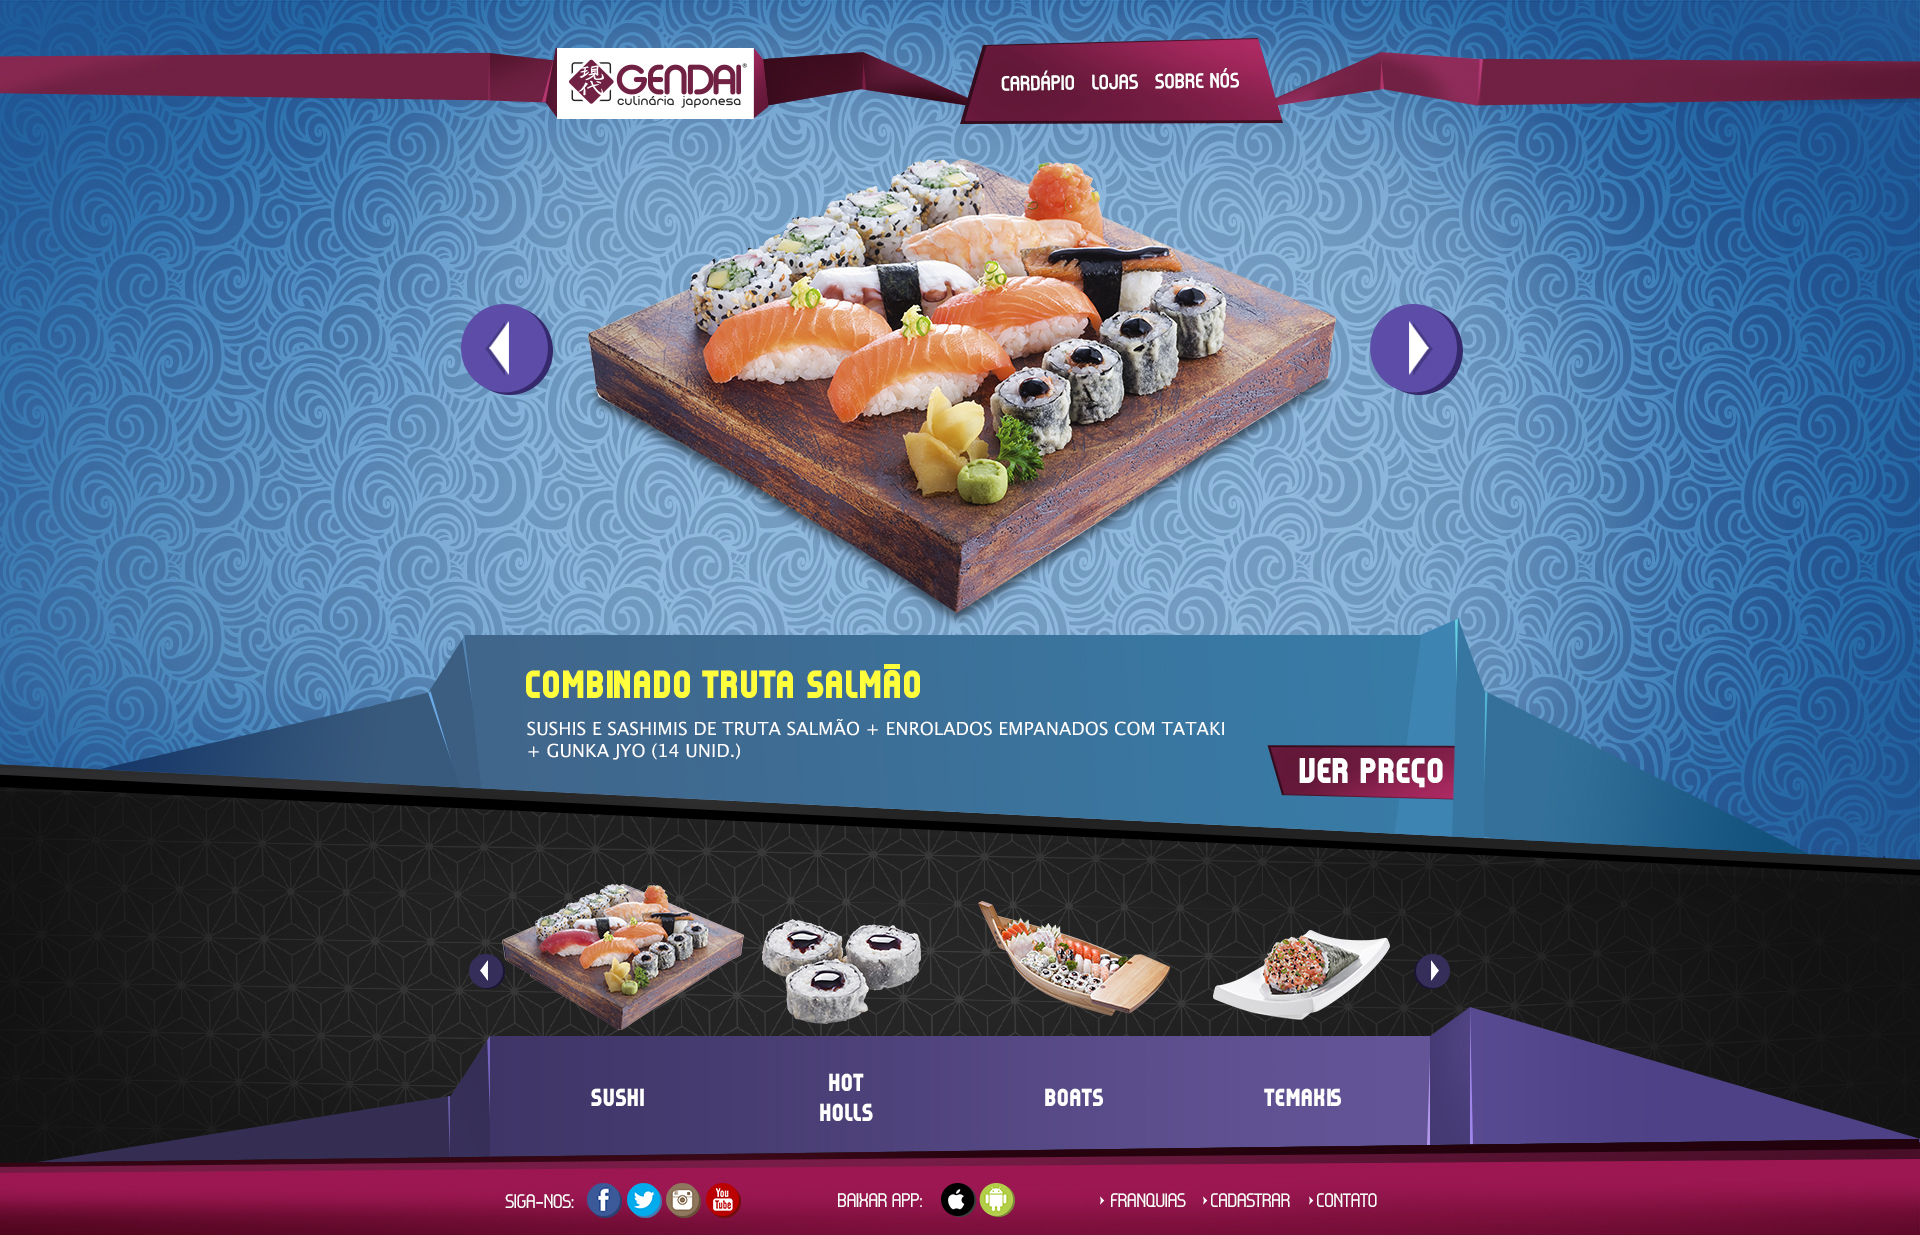 現代
GENDAI®
culinária japonesa
CARDÁPIO LOJAS SOBRE NÓS
COMBINADO TRUTA SALMÃO
SUSHIS E SASHIMIS DE TRUTA SALMÃO + ENROLADOS EMPANADOS COM TATAKI
+ GUNKA JYO (14 UNID.)
VER PREÇO
SUSHI
HOT
HOLLS
BOATS
TEMAKIS
SIGA-NOS:
You
Tube
BAIXAR APP:
FRANQUIAS CADASTRAR CONTATO